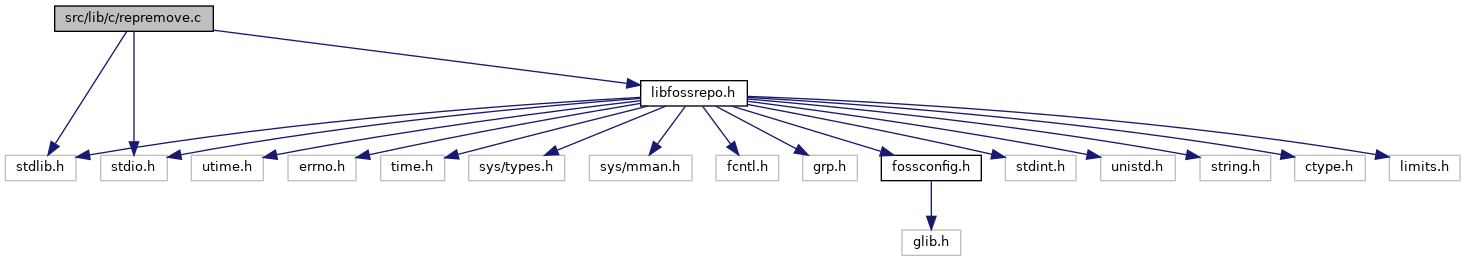 src/lib/c/repremove.c
libfossrepo.h
stdlib.h
stdio.h
utime.h
errno.h
time.h
sys/types.h
sys/mman.h
fcntl.h
grp.h
fossconfig.h
stdint.h
unistd.h
string.h
ctype.h
limits.h
glib.h